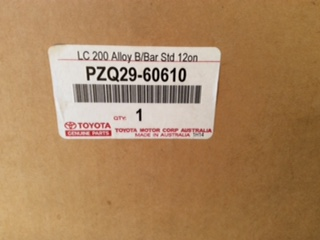 LC 200 Alloy B/Bar Std 12on
PZQ29-60610
QTY: 1
TOYOTA
GENUINE PARTS
TOYOTA MOTOR CORP AUSTRALIA
MADE IN AUSTRALIA